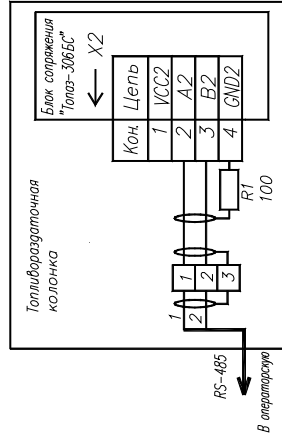 Топливораздаточная
колонка
Блок сопряжения
"Топаз-306БС"
X2
Кон. Цепь
1 VCC2
2 A2
3 B2
4 GND2
R1
100
1
2
3
1
2
RS-485
В операторскую